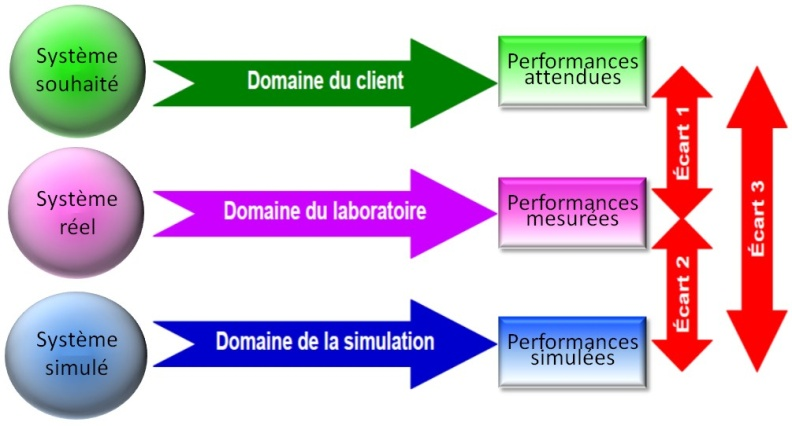 Système
souhaité
Domaine du client
Performances
attendues
Écart 1
Écart 3
Système
réel
Domaine du laboratoire
Performances
mesurées
Écart 2
Système
simulé
Domaine de la simulation
Performances
simulées